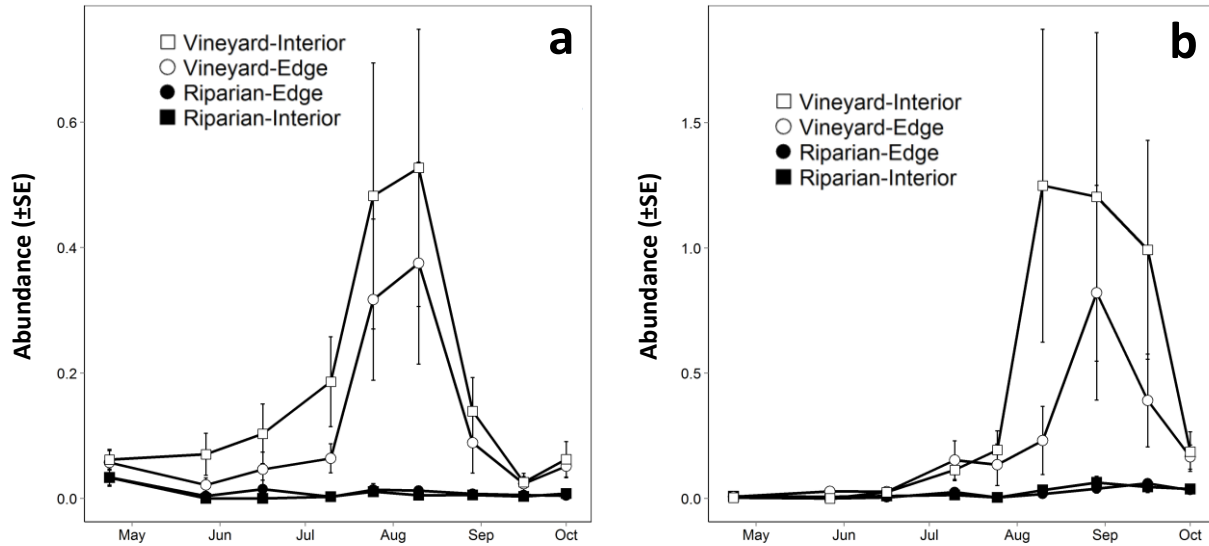 a
Vineyard-Interior
Vineyard-Edge
Riparian-Edge
Riparian-Interior
0.6
0.4
0.2
0.0
Abundance (±SE)
May Jun Jul Aug Sep Oct
b
Vineyard-Interior
Vineyard-Edge
Riparian-Edge
Riparian-Interior
1.5
1.0
0.5
0.0
Abundance (±SE)
May Jun Jul Aug Sep Oct